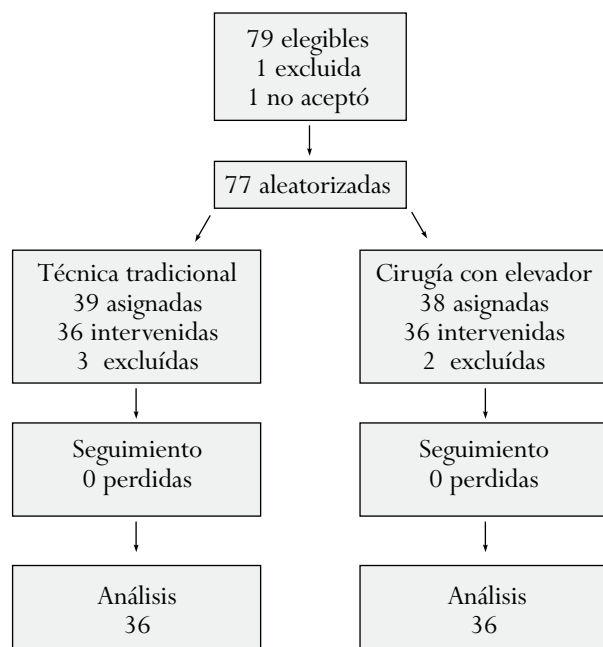 79 elegibles
1 excluida
1 no aceptó
77 aleatorizadas
Técnica tradicional
39 asignadas
36 intervenidas
3 excluídas
Cirugía con elevador
38 asignadas
36 intervenidas
2 excluídas
Seguimiento
0 perdidas
Seguimiento
0 perdidas
Análisis
36
Análisis
36